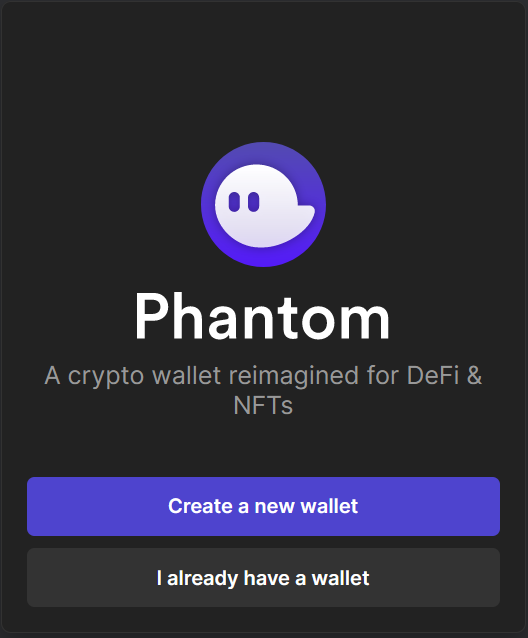 Phantom
A crypto wallet reimagined for DeFi &
NFTs
Create a new wallet
I already have a wallet